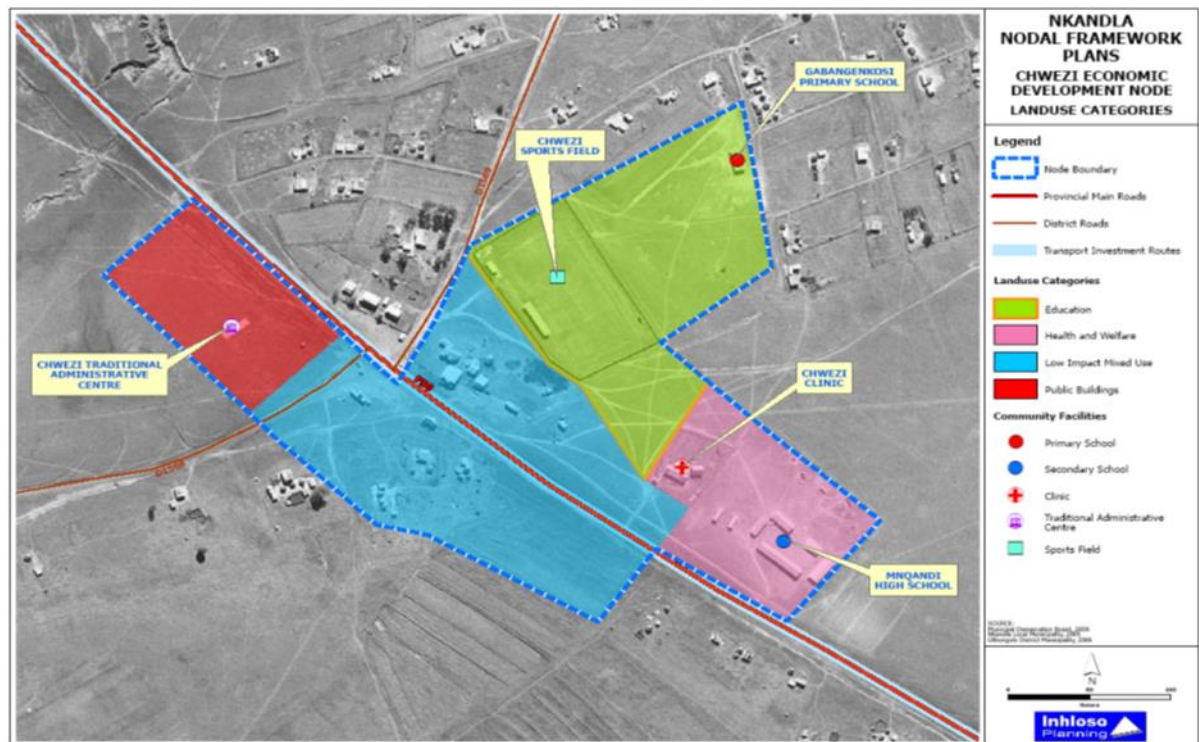 NKANDLA
NODAL FRAMEWORK
PLANS
CHWEZI ECONOMIC
DEVELOPMENT NODE
LANDUSE CATEGORIES
GABANGENKOSI
PRIMARY SCHOOL
CHWEZI
SPORTS FIELD
CHWEZI TRADITIONAL
ADMINISTRATIVE
CENTRE
CHWEZI
CLINIC
MNQANDI
HIGH SCHOOL
Legend
Node Boundary
Provincial Main Roads
District Roads
Transport Investment Routes
Landuse Categories
Education
Health and Welfare
Low Impact Mixed Use
Public Buildings
Community Facilities
Primary School
Secondary School
Clinic
Traditional Administrative
Centre
Sports Field
SOURCE:
N
Inhloso
Planning